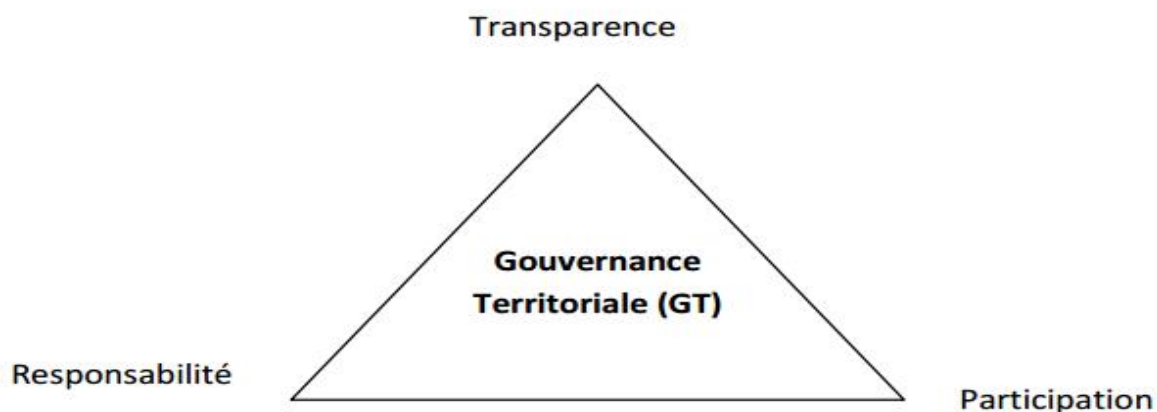 Transparence
Gouvernance
Territoriale (GT)
Responsabilité
Participation